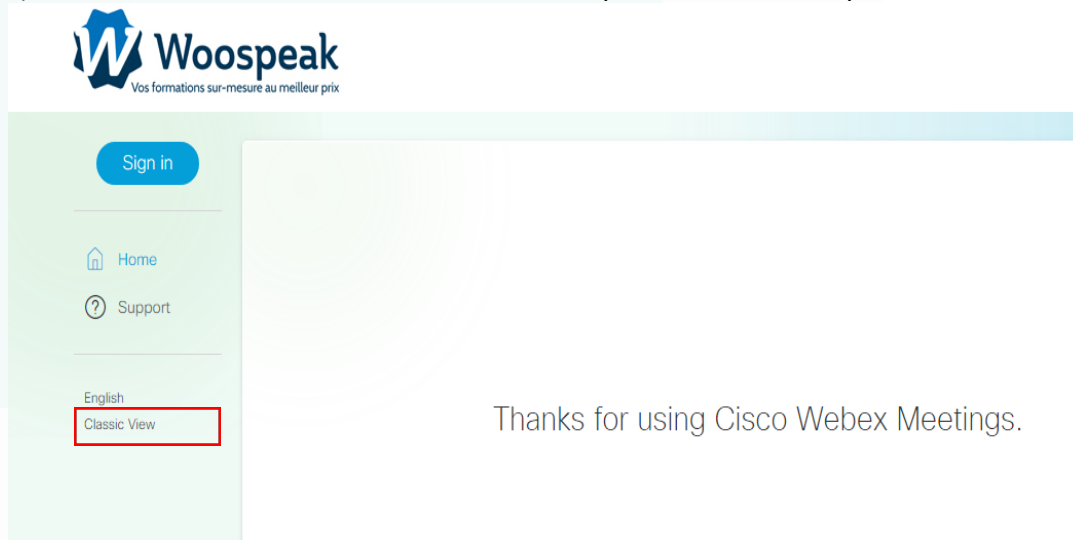 Woospeak
Vos formations sur-mesure au meilleur prix
Sign in
Home
Support
English
Classic View
Thanks for using Cisco Webex Meetings.